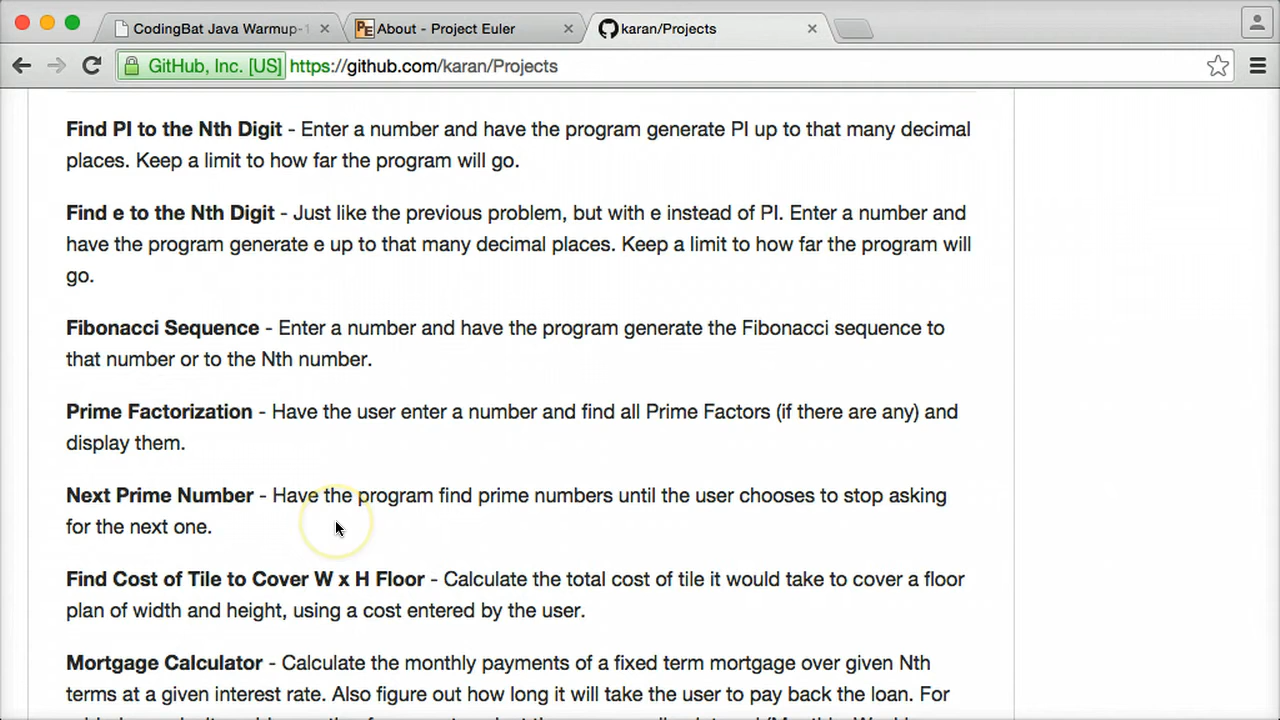 CodingBat Java Warmup-1
About - Project Euler
karan/Projects
GitHub, Inc. [US] https://github.com/karan/Projects
Find PI to the Nth Digit - Enter a number and have the program generate PI up to that many decimal
places. Keep a limit to how far the program will go.
Find e to the Nth Digit - Just like the previous problem, but with e instead of PI. Enter a number and
have the program generate e up to that many decimal places. Keep a limit to how far the program will
go.
Fibonacci Sequence - Enter a number and have the program generate the Fibonacci sequence to
that number or to the Nth number.
Prime Factorization - Have the user enter a number and find all Prime Factors (if there are any) and
display them.
Next Prime Number - Have the program find prime numbers until the user chooses to stop asking
for the next one.
Find Cost of Tile to Cover W x H Floor - Calculate the total cost of tile it would take to cover a floor
plan of width and height, using a cost entered by the user.
Mortgage Calculator - Calculate the monthly payments of a fixed term mortgage over given Nth
terms at a given interest rate. Also figure out how long it will take the user to pay back the loan. For